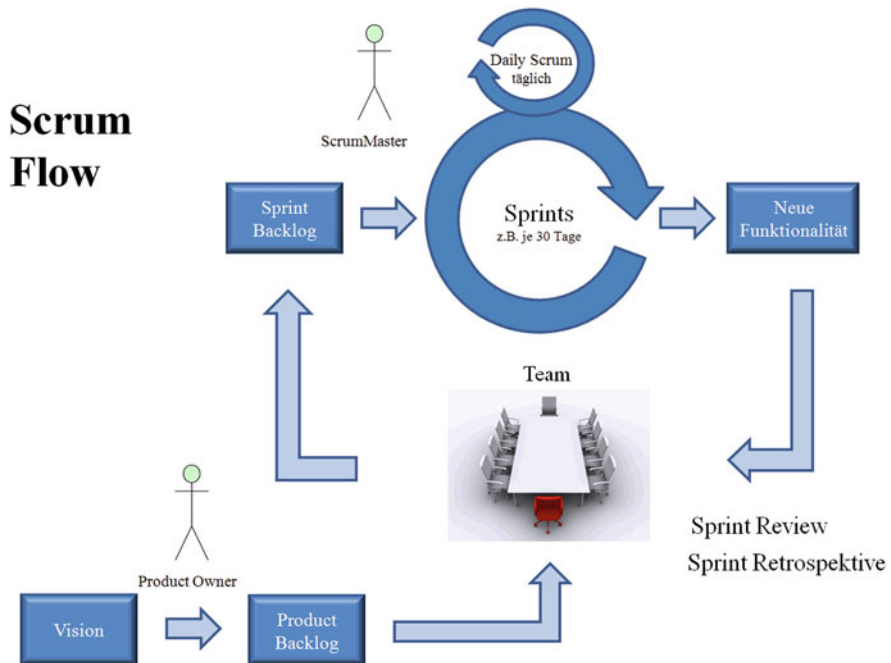 Scrum
Flow
ScrumMaster
Daily Scrum
täglich
Sprint
Backlog
Sprints
z.B. je 30 Tage
Neue
Funktionalität
Team
Sprint Review
Sprint Retrospektive
Product Owner
Vision
Product
Backlog